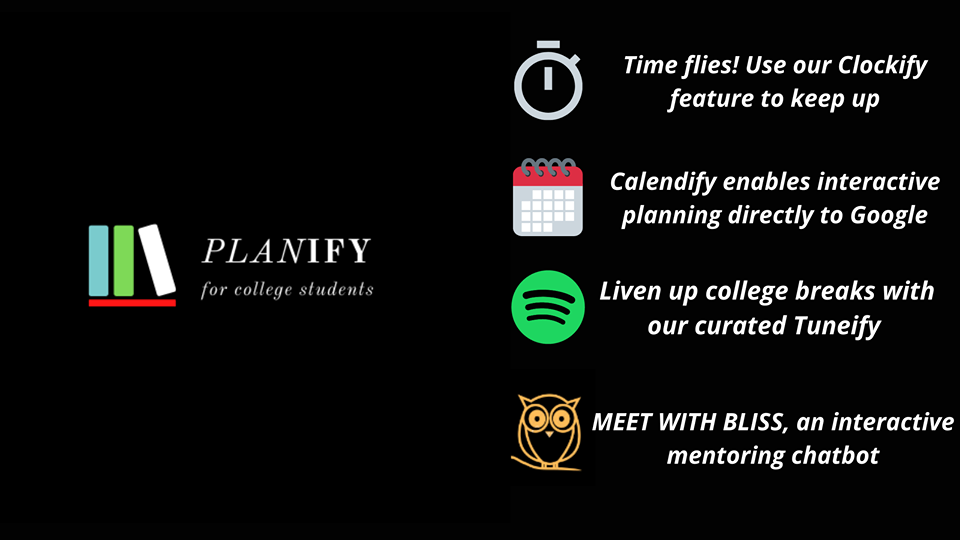 PLANIFY
for college students
Time flies! Use our Clockify
feature to keep up
Calendify enables interactive
planning directly to Google
Liven up college breaks with
our curated Tuneify
MEET WITH BLISS, an interactive
mentoring chatbot